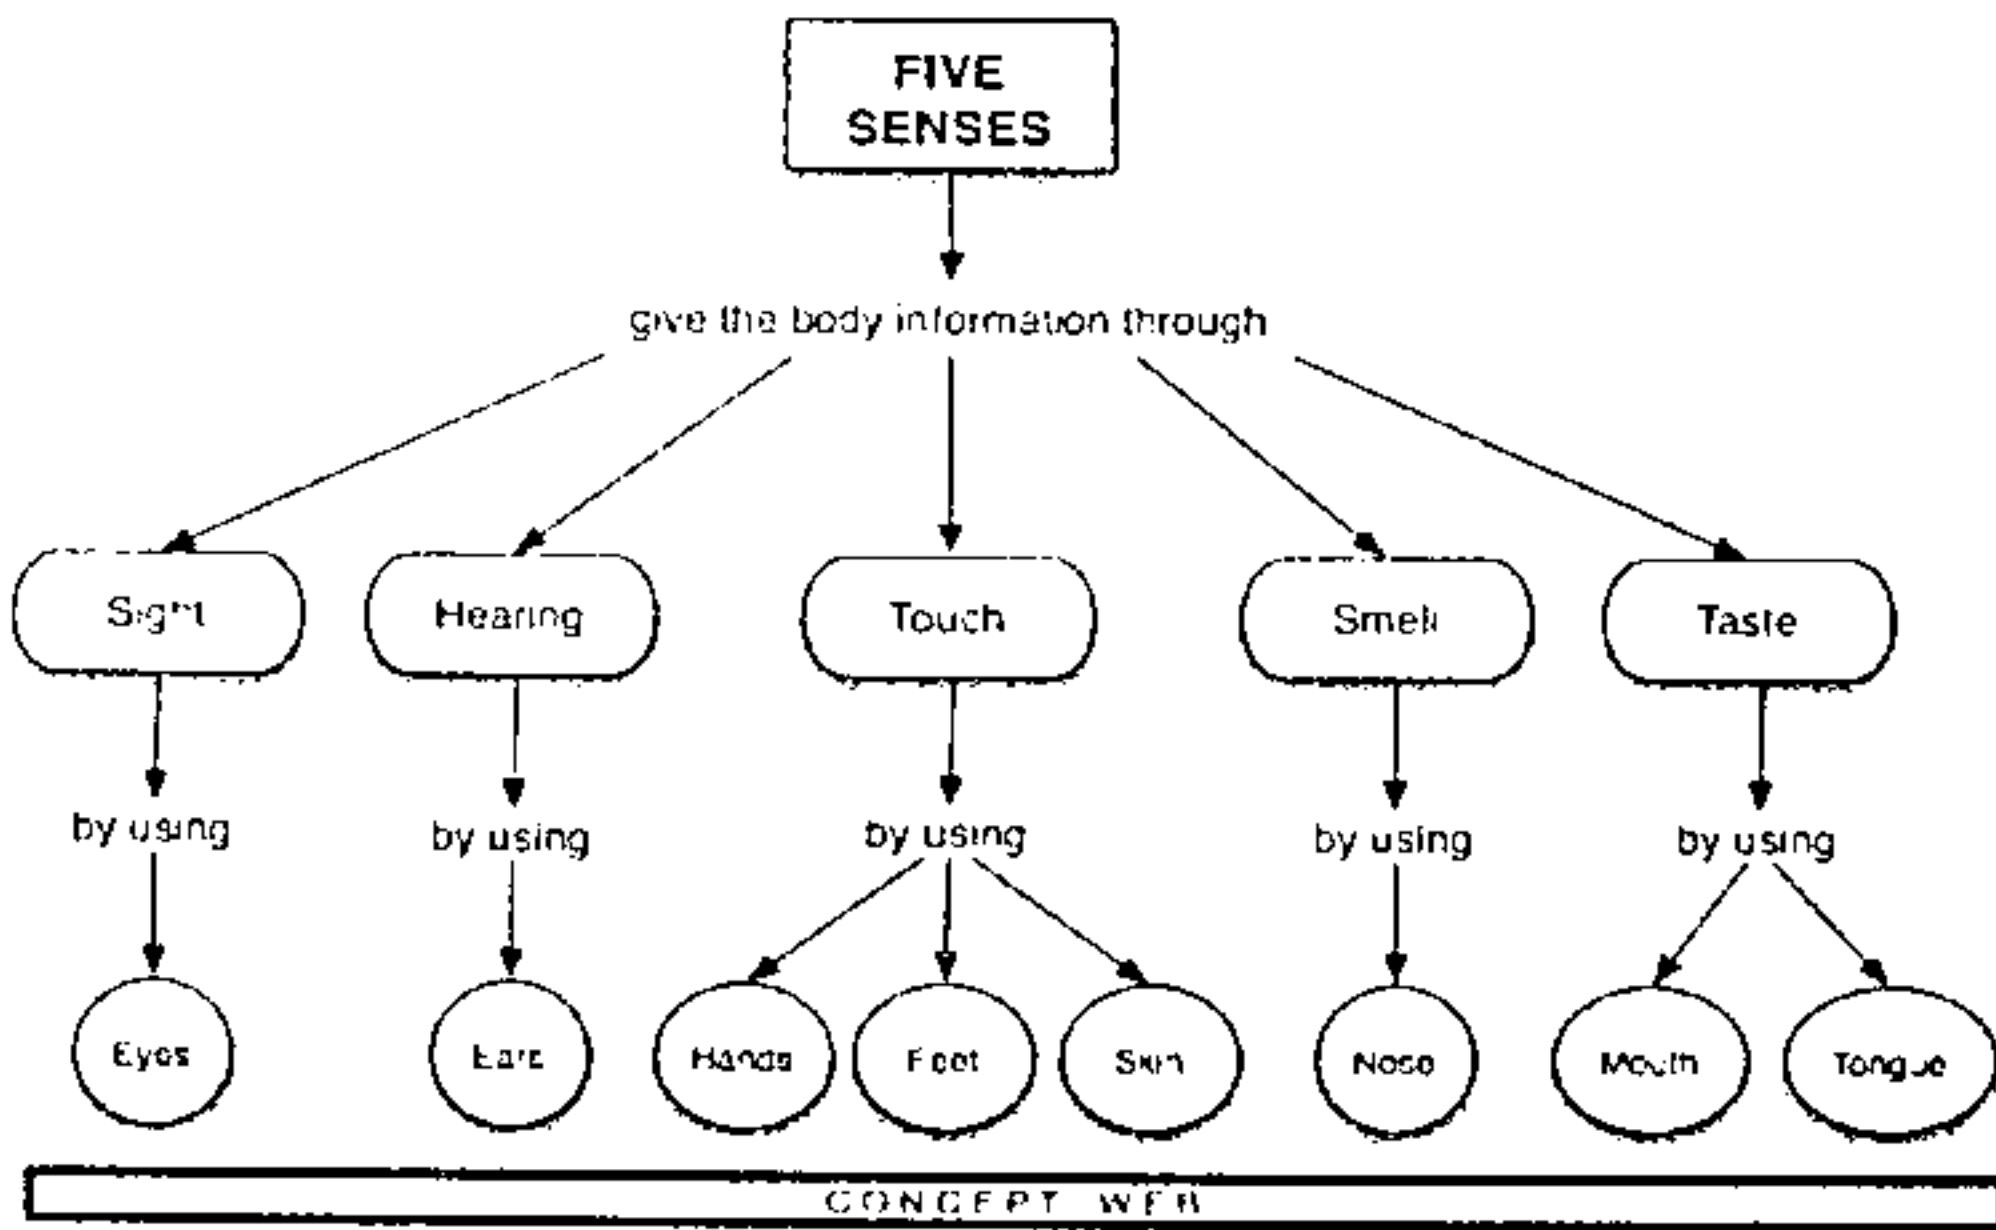 FIVE
SENSES
give the body information through
Sight
Hearing
Touch
Smell
Taste
by using
by using
by using
by using
by using
Eyes
Ears
Hands
Feet
Skin
Nose
Mouth
Tongue
CONCEPT WEB